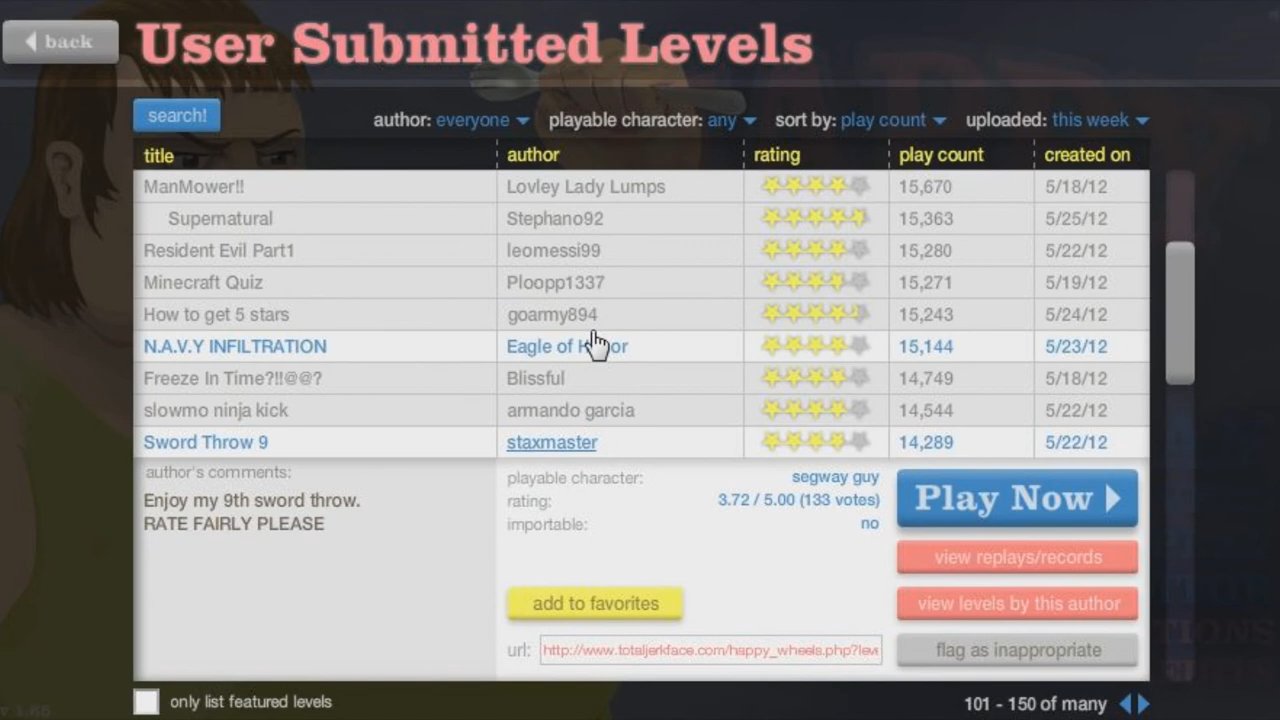 back
User Submitted Levels
search!
author: everyone playable character: any sort by: play count uploaded: this week
title author rating play count created on
ManMower!! Lovley Lady Lumps 15,670 5/18/12
Supernatural Stephano92 15,363 5/25/12
Resident Evil Part1 leomessi99 15,280 5/22/12
Minecraft Quiz Ploopp1337 15,271 5/19/12
How to get 5 stars goarmy894 15,243 5/24/12
N.A.V.Y INFILTRATION Eagle of 15,144 5/23/12
Freeze In Time?!!@@? Blissful 14,749 5/18/12
slowmo ninja kick armando garcia 14,544 5/22/12
Sword Throw 9 staxmaster 14,289 5/22/12
author's comments:
Enjoy my 9th sword throw.
RATE FAIRLY PLEASE
playable character: segway guy
rating: 3.72 / 5.00 (133 votes)
importable: no
Play Now
view replays/records
add to favorites
view levels by this author
url: http://www.totaljerkface.com/happy_wheels.php?leve
flag as inappropriate
only list featured levels
101 - 150 of many